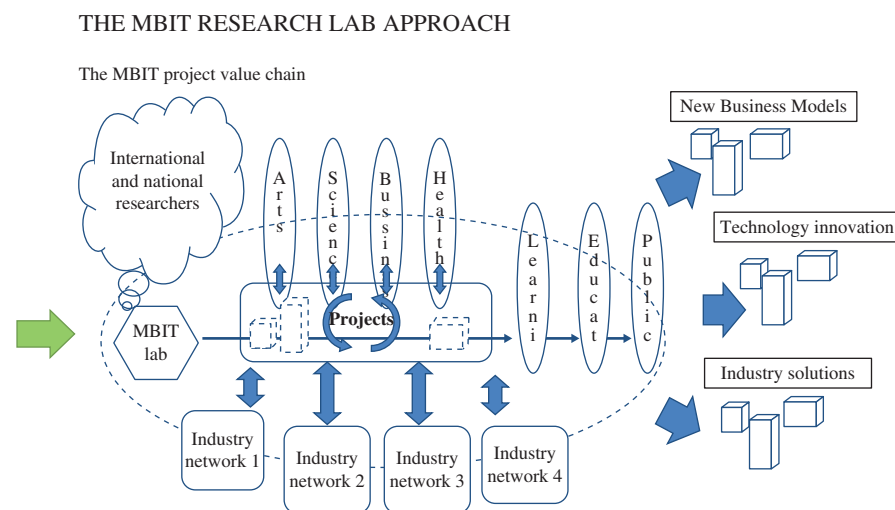 THE MBIT RESEARCH LAB APPROACH
The MBIT project value chain
International
and national
researchers
Arts
Scienc
Bussin
Health
Learni
Educat
Public
MBIT
lab
Projects
Industry
network 1
Industry
network 2
Industry
network 3
Industry
network 4
New Business Models
Technology innovation
Industry solutions